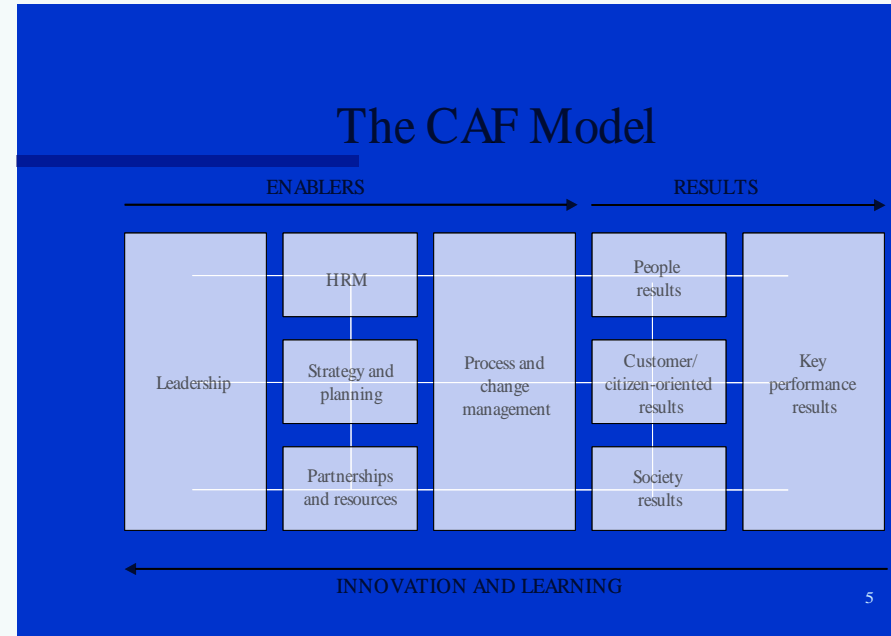 The CAF Model
ENABLERS
RESULTS
Leadership
HRM
Strategy and
planning
Partnerships
and resources
Process and
change
management
People
results
Customer/
citizen-oriented
results
Society
results
Key
performance
results
INNOVATION AND LEARNING
5